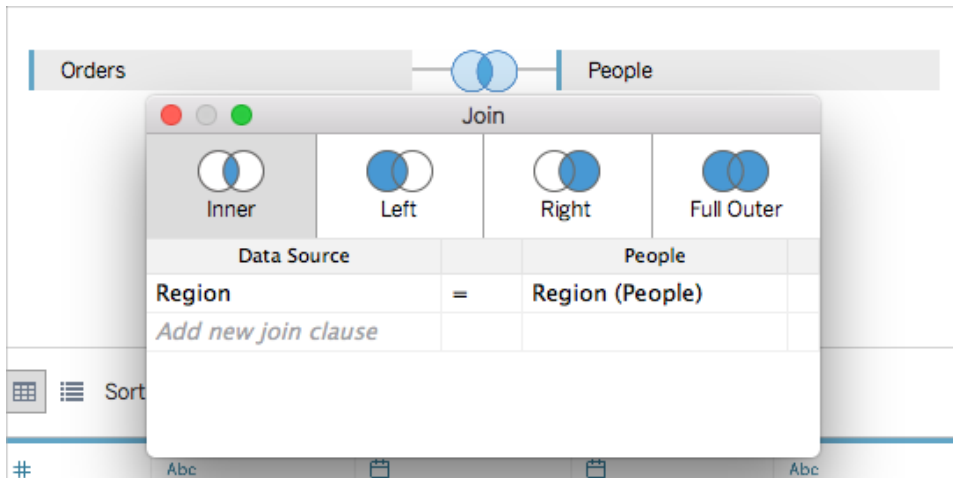 Orders People
Join
Inner Left Right Full Outer
Data Source People
Region = Region (People)
Add new join clause
Sort
# Abc Abc